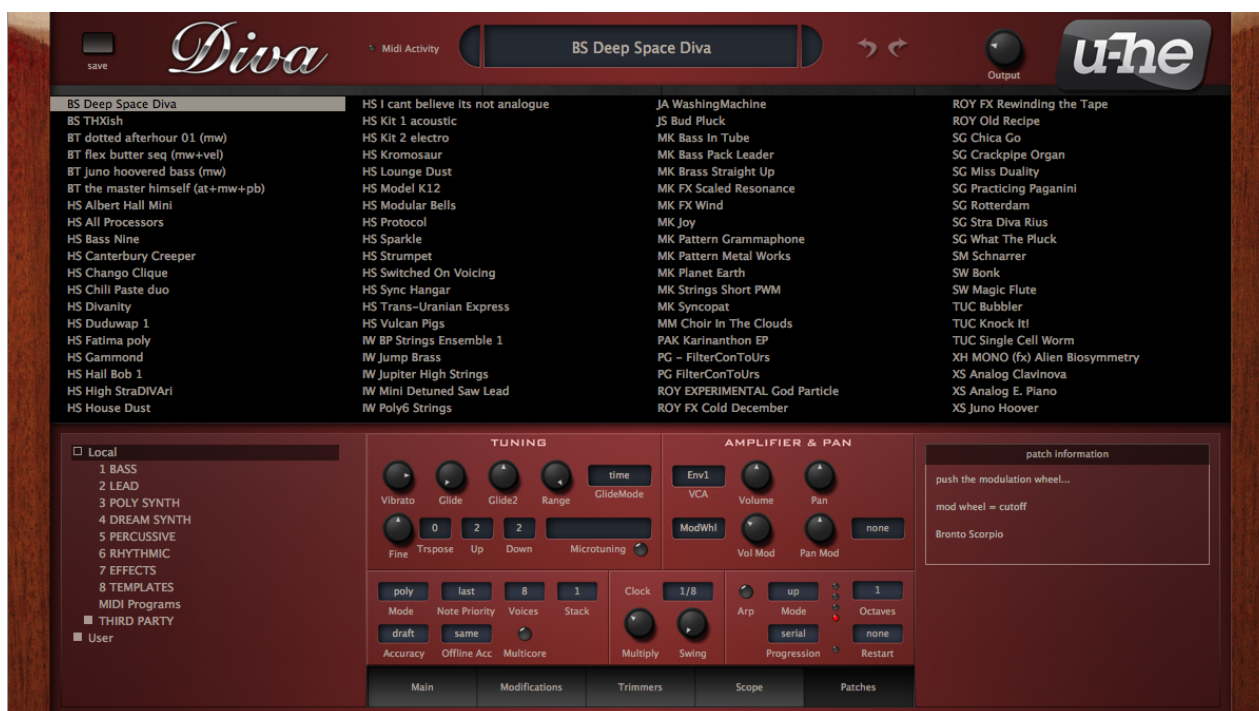 save
Diva
Midi Activity
BS Deep Space Diva
Output
u-he
BS Deep Space Diva
BS THXish
BT dotted afterhour 01 (mw)
BT flex butter seq (mw+vel)
BT juno hoovered bass (mw)
BT the master himself (at+mw+pb)
HS Albert Hall Mini
HS All Processors
HS Bass Nine
HS Canterbury Creeper
HS Chango Clique
HS Chili Paste duo
HS Divanity
HS Duduwap 1
HS Fatima poly
HS Gammond
HS Hail Bob 1
HS High StraDIVAri
HS House Dust
HS I cant believe its not analogue
HS Kit 1 acoustic
HS Kit 2 electro
HS Kromosaur
HS Lounge Dust
HS Model K12
HS Modular Bells
HS Protocol
HS Sparkle
HS Strumpet
HS Switched On Voicing
HS Sync Hangar
HS Trans-Uranian Express
HS Vulcan Pigs
IW BP Strings Ensemble 1
IW Jump Brass
IW Jupiter High Strings
IW Mini Detuned Saw Lead
IW Poly6 Strings
JA WashingMachine
JS Bud Pluck
MK Bass In Tube
MK Bass Pack Leader
MK Brass Straight Up
MK FX Scaled Resonance
MK FX Wind
MK Joy
MK Pattern Grammaphone
MK Pattern Metal Works
MK Planet Earth
MK Strings Short PWM
MK Syncopat
MM Choir In The Clouds
PAK Karinanthon EP
PG - FilterConToUrs
PG FilterConToUrs
ROY EXPERIMENTAL God Particle
ROY FX Cold December
ROY FX Rewinding the Tape
ROY Old Recipe
SG Chica Go
SG Crackpipe Organ
SG Miss Duality
SG Practicing Paganini
SG Rotterdam
SG Stra Diva Rius
SG What The Pluck
SM Schnarrer
SW Bonk
SW Magic Flute
TUC Bubbler
TUC Knock It!
TUC Single Cell Worm
XH MONO (fx) Alien Biosymmetry
XS Analog Clavinova
XS Analog E. Piano
XS Juno Hoover
Local
1 BASS
2 LEAD
3 POLY SYNTH
4 DREAM SYNTH
5 PERCUSSIVE
6 RHYTHMIC
7 EFFECTS
8 TEMPLATES
MIDI Programs
THIRD PARTY
User
TUNING
time
Vibrato Glide Glide2 Range GlideMode
0 2 2
Fine Trspose Up Down Microtuning
AMPLIFIER & PAN
Env1
VCA Volume Pan
ModWhl none
Vol Mod Pan Mod
poly last 8 1
Mode Note Priority Voices Stack
draft same
Accuracy Offline Acc Multicore
Clock 1/8
Multiply Swing
up 1
Arp Mode Octaves
serial none
Progression Restart
Main Modifications Trimmers Scope Patches
patch information
push the modulation wheel...
mod wheel = cutoff
Bronto Scorpio